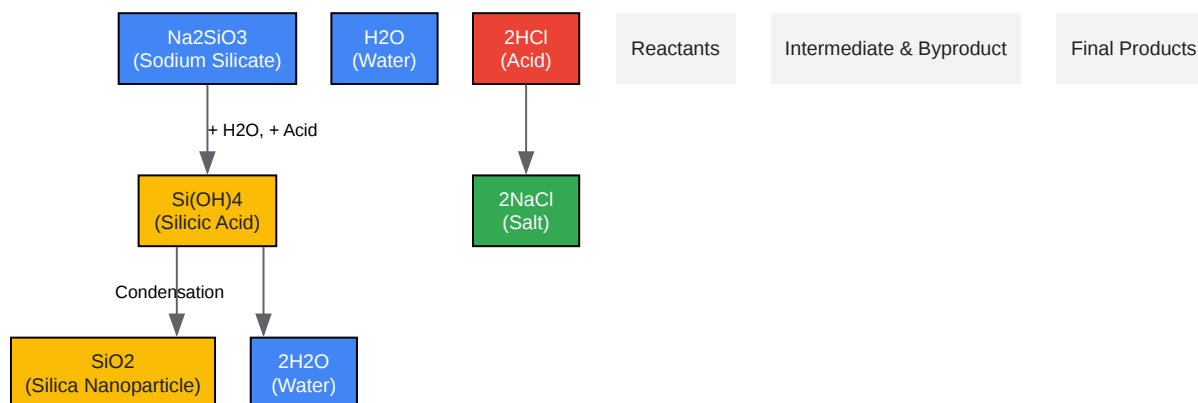 Na2SiO3
(Sodium Silicate)
H2O
(Water)
2HCl
(Acid)
Reactants
Intermediate & Byproduct
Final Products
+ H2O, + Acid
Si(OH)4
(Silicic Acid)
2NaCl
(Salt)
Condensation
SiO2
(Silica Nanoparticle)
2H2O
(Water)